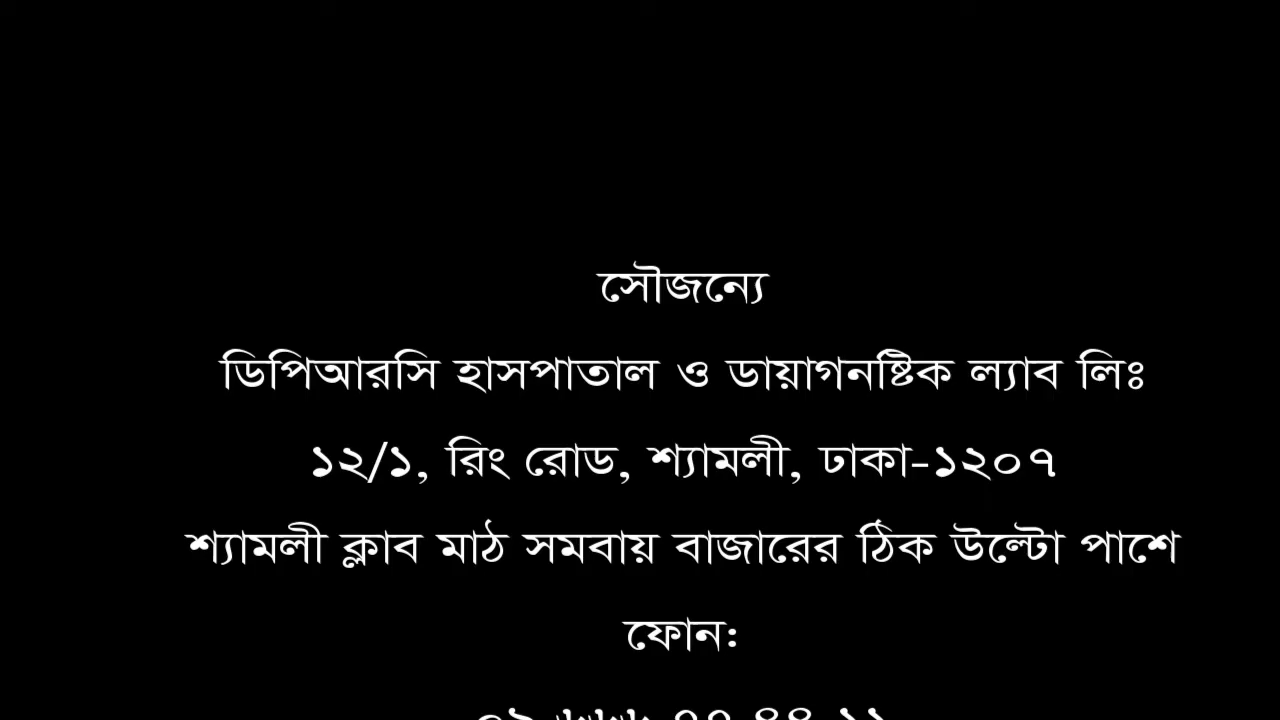 সৌজন্যে
ডিপিআরসি হাসপাতাল ও ডায়াগনষ্টিক ল্যাব লিঃ
১২/১, রিং রোড, শ্যামলী, ঢাকা-১২০৭
শ্যামলী ক্লাব মাঠ সমবায় বাজারের ঠিক উল্টো পাশে
ফোন: